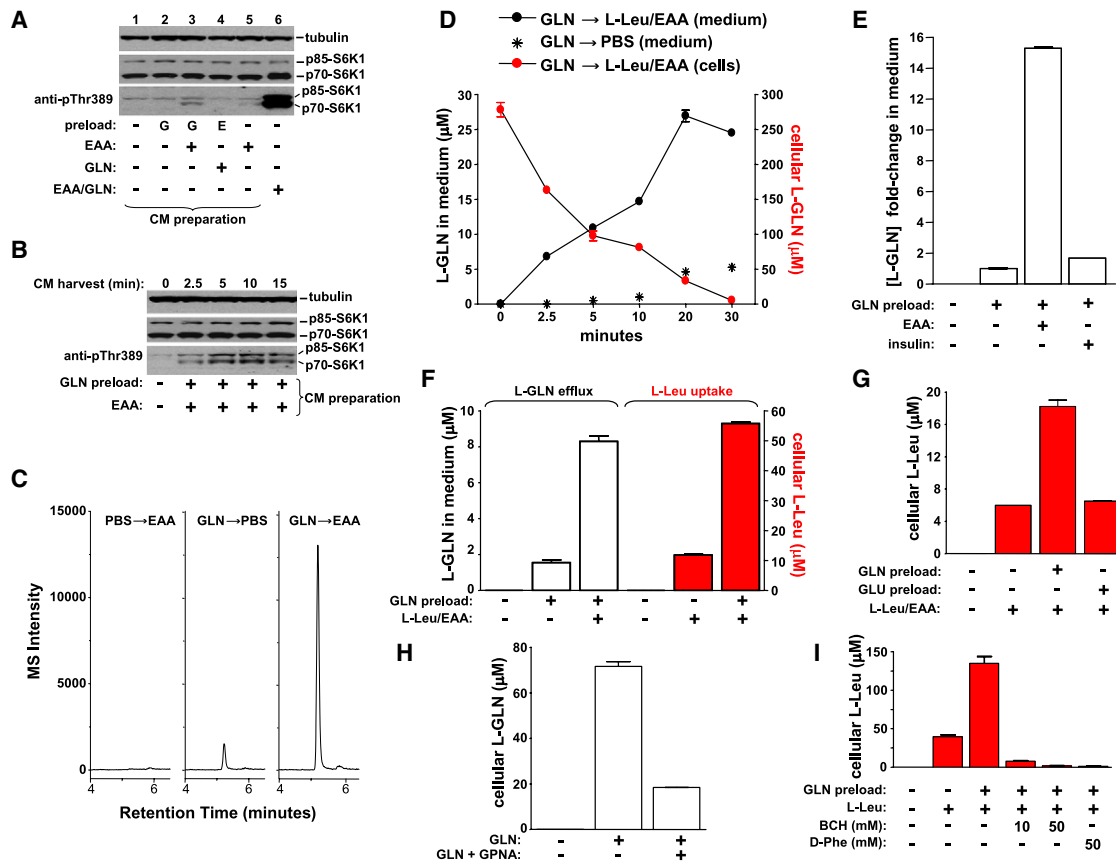 A
1 2 3 4 5 6
tubulin
p85-S6K1
p70-S6K1
anti-pThr389
p85-S6K1
p70-S6K1
preload: - G G E - -
EAA: - - + - + -
GLN: - - - + - -
EAA/GLN: - - - - - +
CM preparation
B
CM harvest (min): 0 2.5 5 10 15
tubulin
p85-S6K1
p70-S6K1
anti-pThr389
p85-S6K1
p70-S6K1
GLN preload: - + + + +
EAA: - + + + +
CM preparation
C
15000
10000
5000
0
MS Intensity
PBS→EAA GLN→PBS GLN→EAA
4 6 4 6 4 6
Retention Time (minutes)
D
GLN → L-Leu/EAA (medium)
GLN → PBS (medium)
GLN → L-Leu/EAA (cells)
L-GLN in medium (μM)
30
25
20
15
10
5
0
cellular L-GLN (μM)
300
250
200
150
100
50
0
0 2.5 5 10 20 30
minutes
E
[L-GLN] fold-change in medium
16
14
12
10
8
6
4
2
0
GLN preload: - + + +
EAA: - - + -
insulin: - - - +
F
L-GLN efflux L-Leu uptake
L-GLN in medium (μM)
10
8
6
4
2
0
cellular L-Leu (μM)
60
50
40
30
20
10
0
GLN preload: - + + - - +
L-Leu/EAA: - - + - + +
G
cellular L-Leu (μM)
20
16
12
8
4
0
GLN preload: - - + -
GLU preload: - - - +
L-Leu/EAA: - + + +
H
cellular L-GLN (μM)
80
60
40
20
0
GLN: - + +
GLN + GPNA: - - +
I
cellular L-Leu (μM)
150
100
50
0
GLN preload: - - + + + +
L-Leu: - + + + + +
BCH (mM): - - - 10 50 -
D-Phe (mM): - - - - - 50